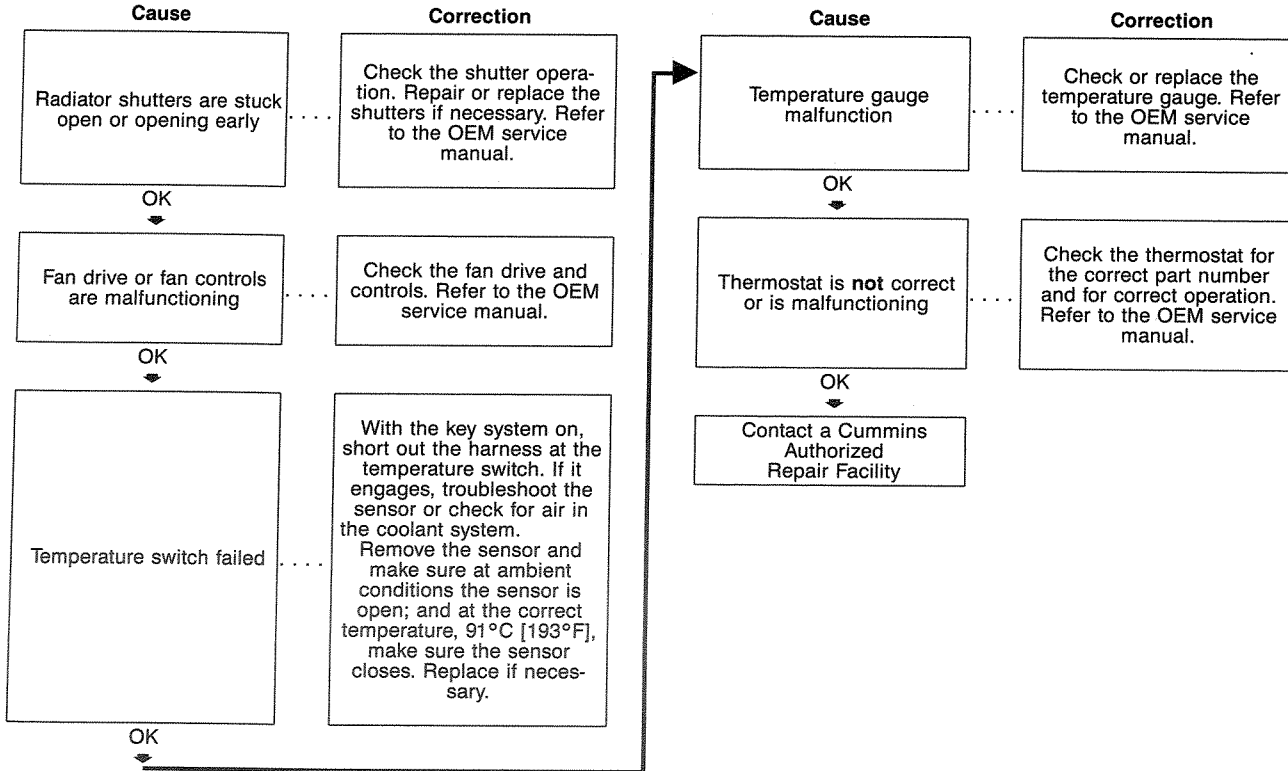 Cause
Correction
Radiator shutters are stuck
open or opening early
Check the shutter opera-
tion. Repair or replace the
shutters if necessary. Refer
to the OEM service
manual.
OK
Fan drive or fan controls
are malfunctioning
Check the fan drive and
controls. Refer to the OEM
service manual.
OK
Temperature switch failed
With the key system on,
short out the harness at the
temperature switch. If it
engages, troubleshoot the
sensor or check for air in
the coolant system.
Remove the sensor and
make sure at ambient
conditions the sensor is
open; and at the correct
temperature, 91°C [193°F],
make sure the sensor
closes. Replace if neces-
sary.
OK
Cause
Correction
Temperature gauge
malfunction
Check or replace the
temperature gauge. Refer
to the OEM service
manual.
OK
Thermostat is not correct
or is malfunctioning
Check the thermostat for
the correct part number
and for correct operation.
Refer to the OEM service
manual.
OK
Contact a Cummins
Authorized
Repair Facility